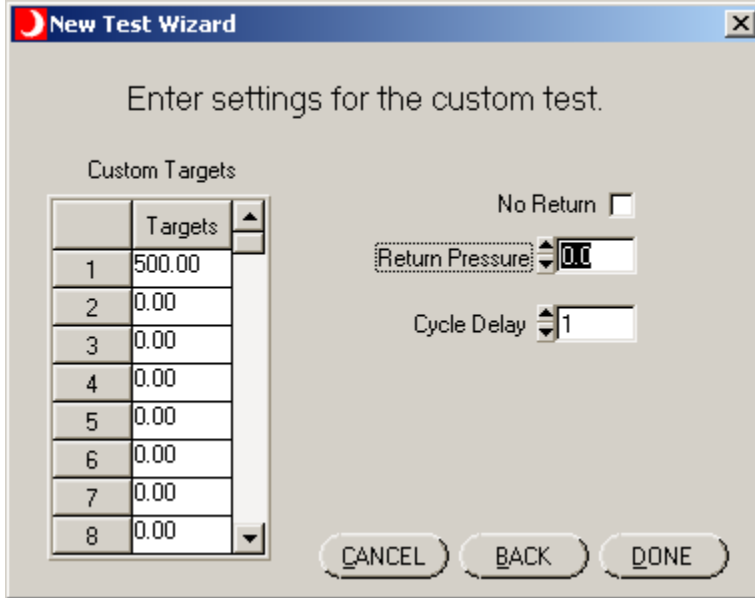 New Test Wizard
Enter settings for the custom test.
Custom Targets
Targets
1 500.00
2 0.00
3 0.00
4 0.00
5 0.00
6 0.00
7 0.00
8 0.00
No Return
Return Pressure 0.0
Cycle Delay 1
CANCEL BACK DONE